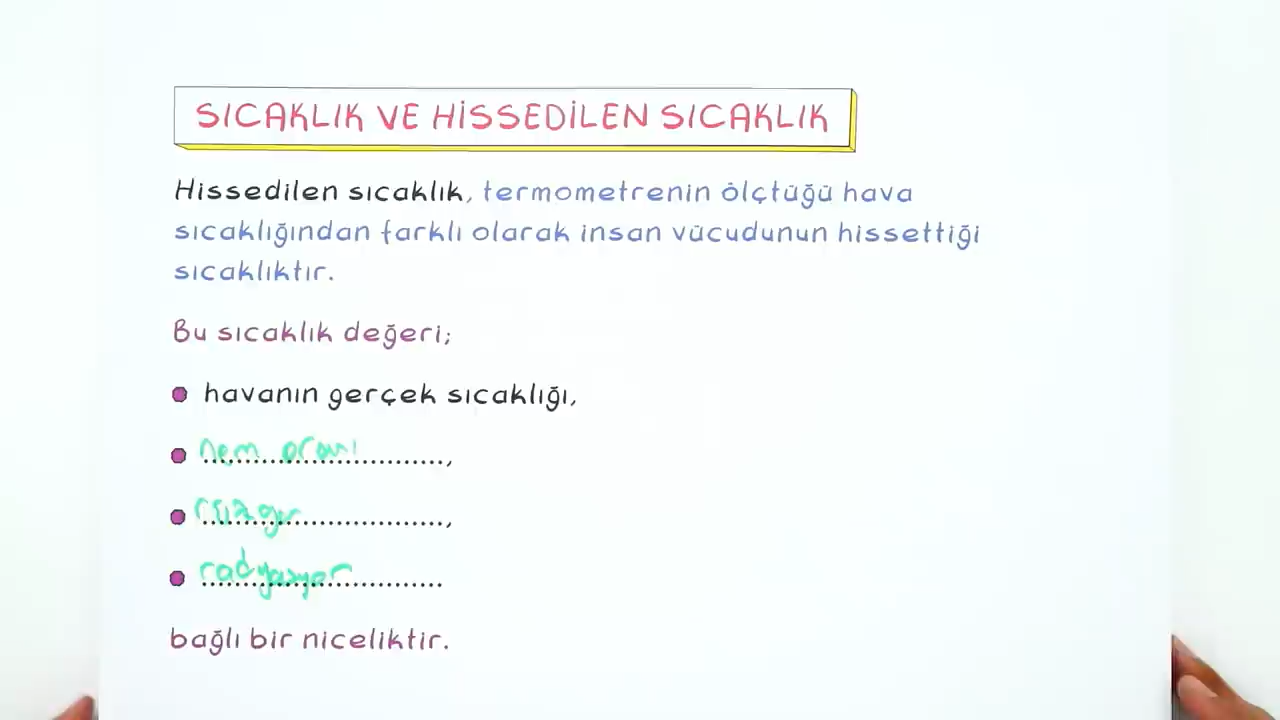 SICAKLIK VE HİSSEDİLEN SICAKLIK
Hissedilen sıcaklık, termometrenin ölçtüğü hava
sıcaklığından farklı olarak insan vücudunun hissettiği
sıcaklıktır.
Bu sıcaklık değeri;
havanın gerçek sıcaklığı,
nem oranı ,
rüzgar ,
radyasyon
bağlı bir niceliktir.